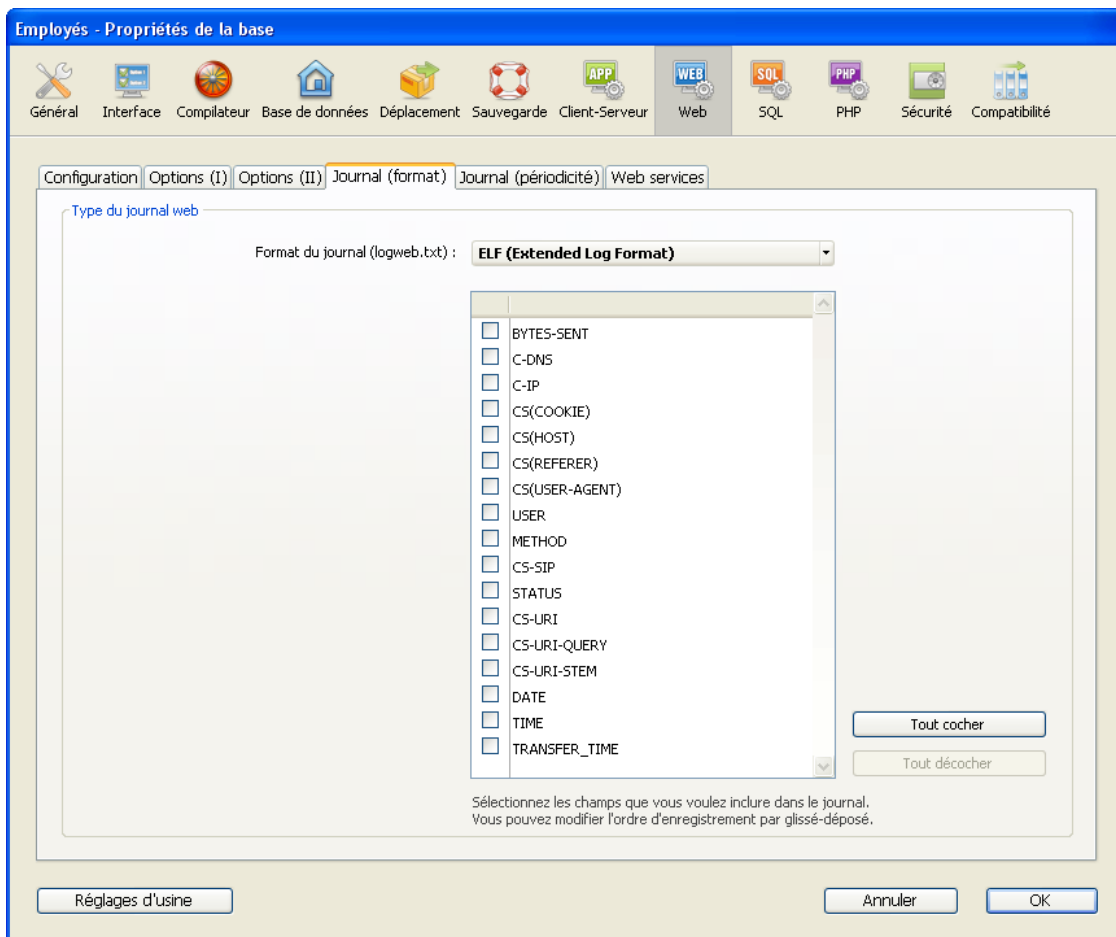 Employés - Propriétés de la base
APP WEB SQL PHP
Général Interface Compilateur Base de données Déplacement Sauvegarde Client-Serveur Web SQL PHP Sécurité Compatibilité
Configuration Options (I) Options (II) Journal (format) Journal (périodicité) Web services
Type du journal web
Format du journal (logweb.txt) : ELF (Extended Log Format)
BYTES-SENT
C-DNS
C-IP
CS(COOKIE)
CS(HOST)
CS(REFERER)
CS(USER-AGENT)
USER
METHOD
CS-SIP
STATUS
CS-URI
CS-URI-QUERY
CS-URI-STEM
DATE
TIME
TRANSFER_TIME
Tout cocher
Tout décocher
Sélectionnez les champs que vous voulez inclure dans le journal.
Vous pouvez modifier l'ordre d'enregistrement par glissé-déposé.
Réglages d'usine Annuler OK